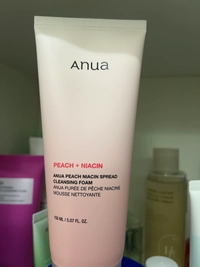 Anua
PEACH + NIACIN
ANUA PEACH NIACIN SPREAD
CLEANSING FOAM
ANUA PURÉE DE PÊCHE NIACINE
MOUSSE NETTOYANTE
150 ML / 5.07 FL. OZ.